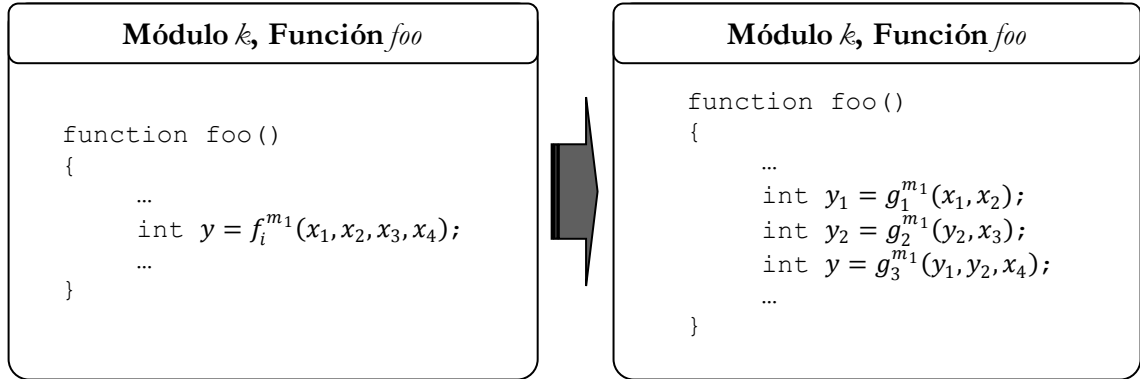 Módulo k, Función foo
function foo()
{
…
int y = f_i^{m_1}(x_1, x_2, x_3, x_4);
…
}
Módulo k, Función foo
function foo()
{
…
int y_1 = g_1^{m_1}(x_1, x_2);
int y_2 = g_2^{m_1}(y_2, x_3);
int y = g_3^{m_1}(y_1, y_2, x_4);
…
}